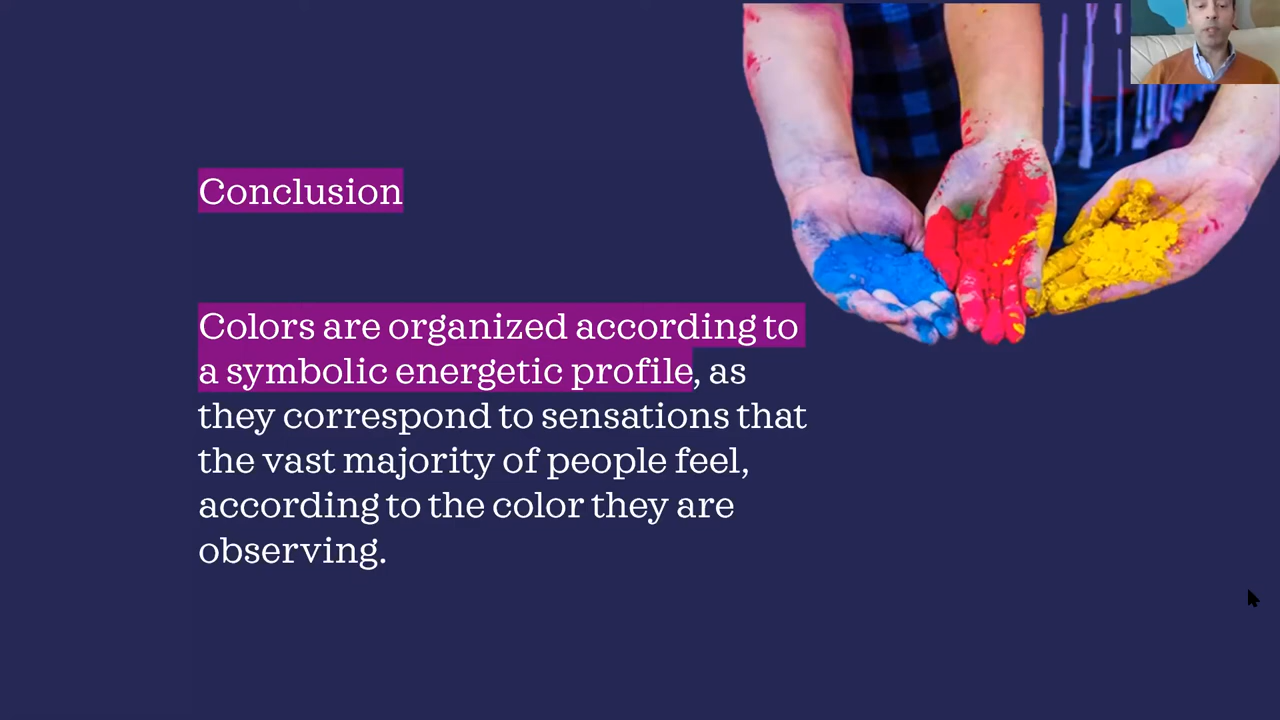 Conclusion
Colors are organized according to
a symbolic energetic profile, as
they correspond to sensations that
the vast majority of people feel,
according to the color they are
observing.